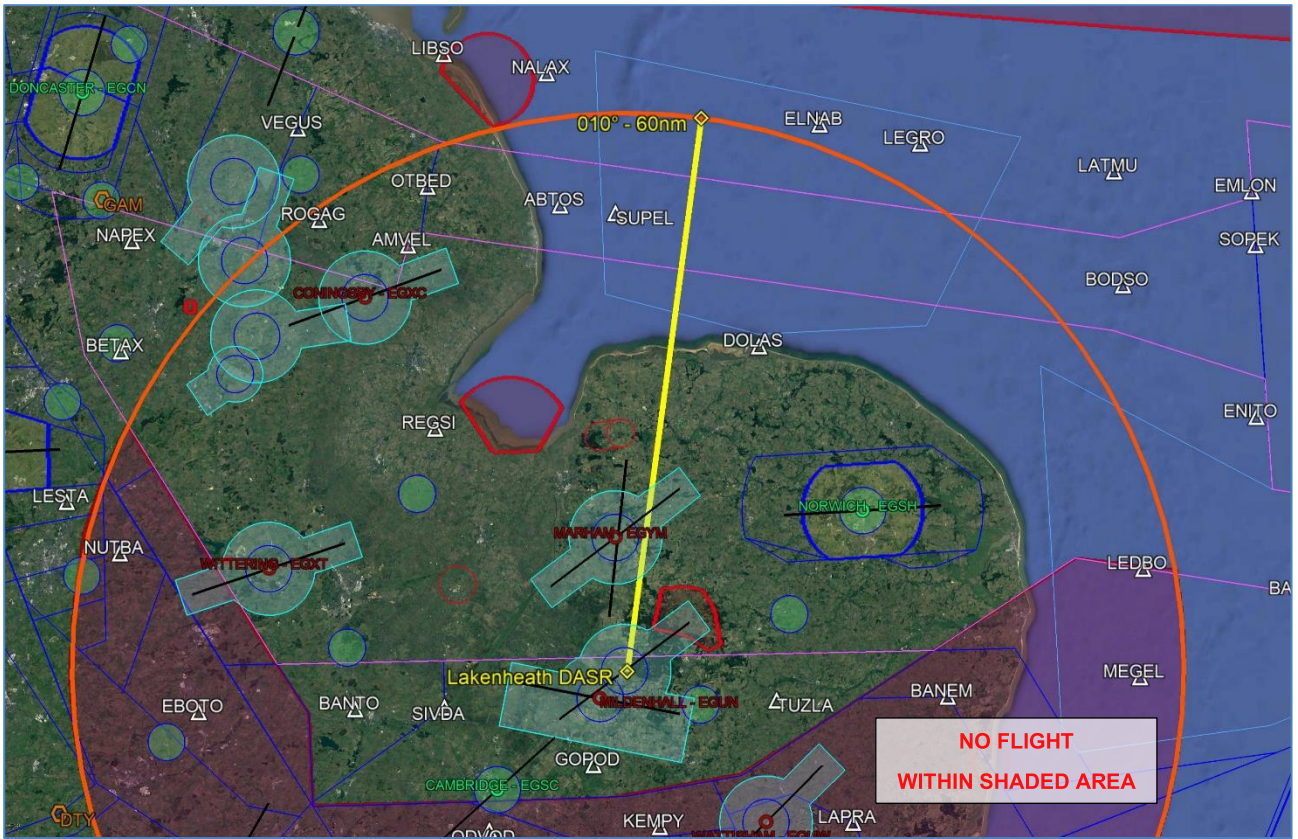 LIBSO
NALAX
DONCASTER - EGCN
VEGUS
010° - 60nm
ELNAB
LEGRO
LATMU
EMLON
GAM
OTBED
ABTOS
SUPEL
ROGAG
NAPEX
AMVEL
SOPEK
CONINGSBY - EGXC
BODSO
BETAX
DOLAS
REGSI
ENITO
LESTA
NORWICH - EGSH
MARHAM - EGYM
NUTBA
WITTERING - EGXT
LEDBO
BA
Lakenheath DASR
MEGEL
EBOTO
BANTO
SIVDA
MILDENHALL - EGUN
TUZLA
BANEM
NO FLIGHT
WITHIN SHADED AREA
GOPOD
CAMBRIDGE - EGSC
DTY
KEMPY
LAPRA